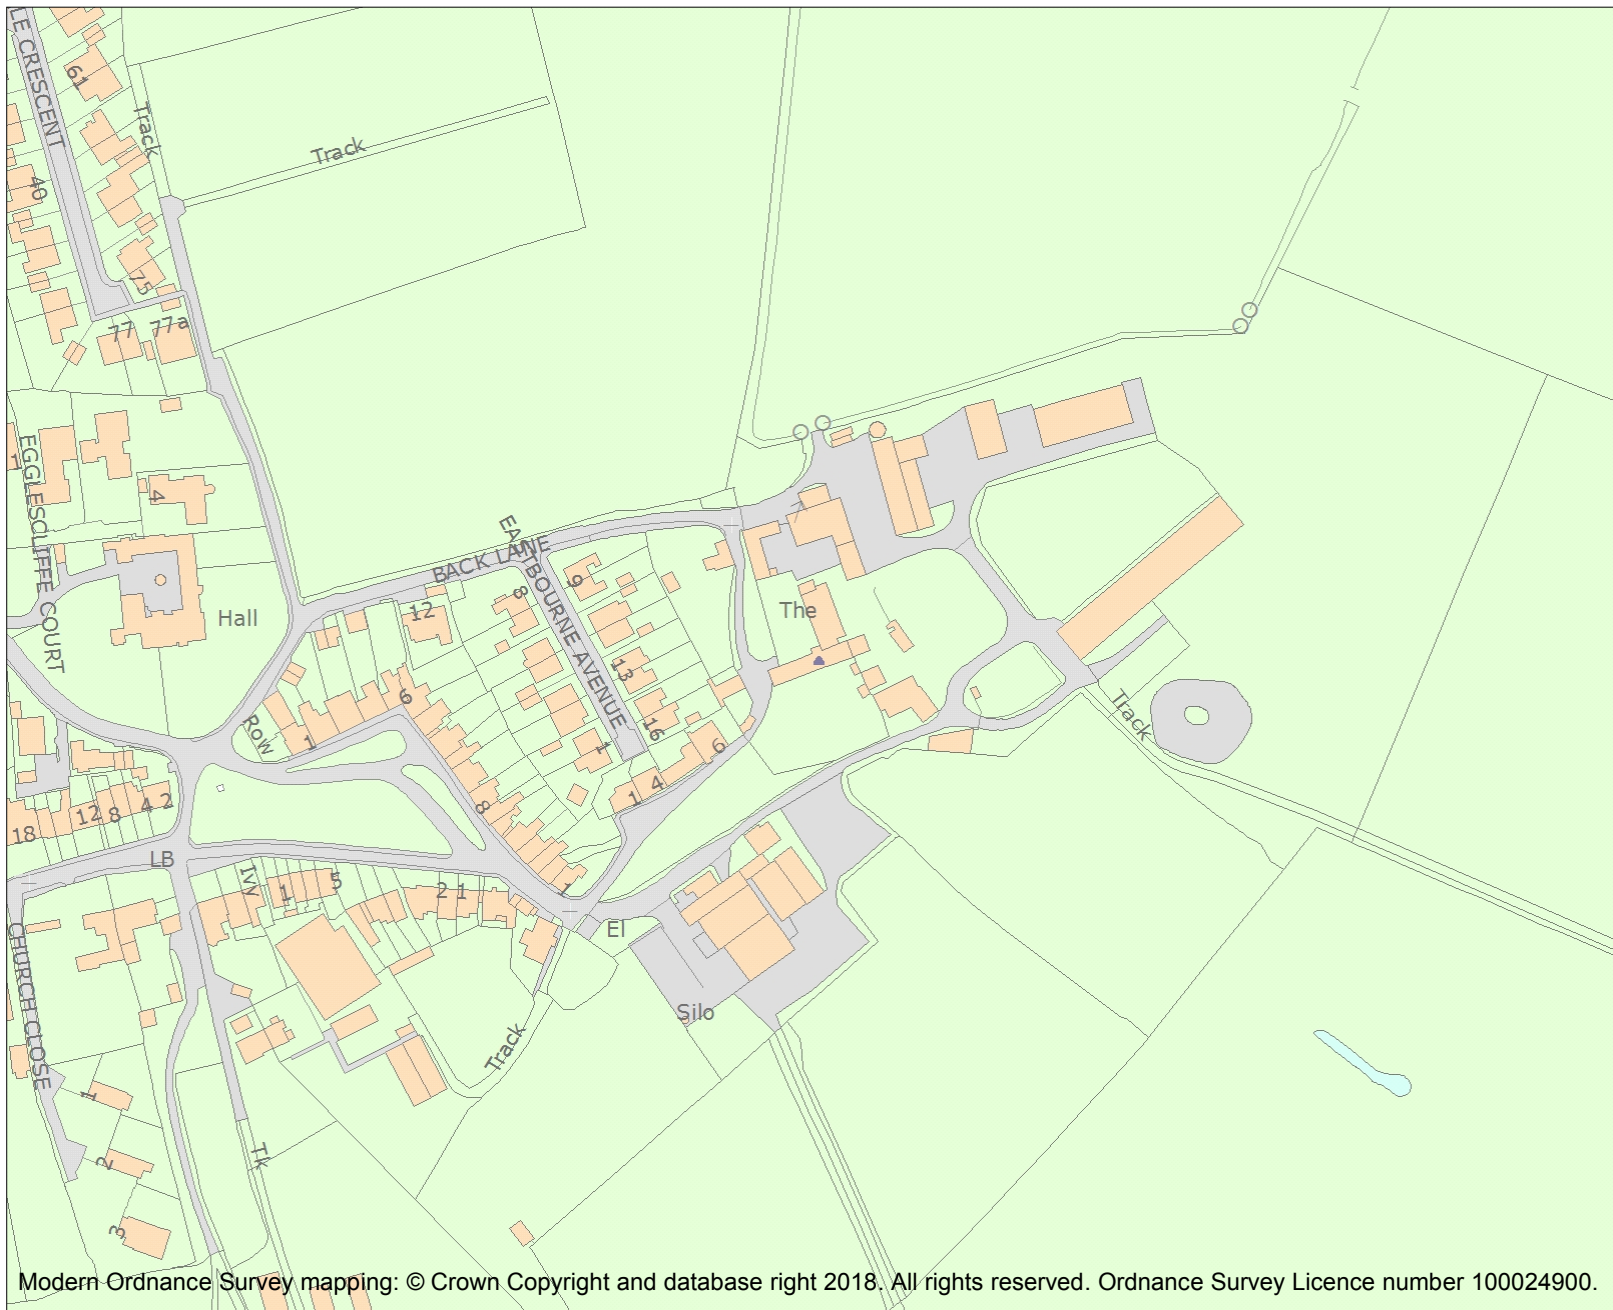 LE CRESCENT
61
Track
Track
40
75
77
77a
1
EGGLESCLIFFE COURT
4
7
EASTBOURNE AVENUE
BACK LANE
9
8
12
Hall
The
13
6
Row
1
16
1
6
Track
4
1
8
4 2
12
8
18
LB
Ivy
1
5
2 1
1
El
CHURCH CLOSE
Silo
Track
1
2
Tk
3
Modern Ordnance Survey mapping: © Crown Copyright and database right 2018. All rights reserved. Ordnance Survey Licence number 100024900.